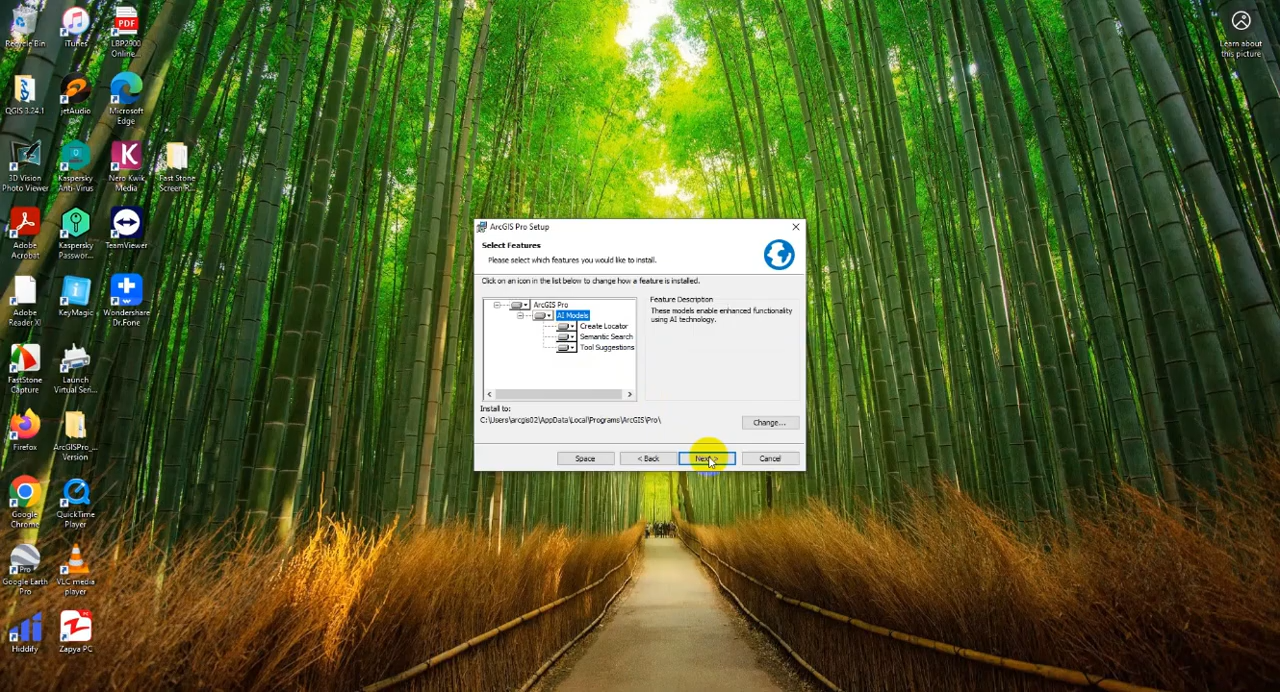 Recycle Bin
iTunes
LBP2900
Online...
Learn about
this picture
QGIS 3.24.1
jetAudio
Microsoft
Edge
3D Vision
Photo Viewer
Kaspersky
Anti-Virus
Nero Kwik
Media
Fast Stone
Screen R...
Adobe
Acrobat
Kaspersky
Passwor...
TeamViewer
Adobe
Reader XI
KeyMagic
Wondershare
Dr.Fone
FastStone
Capture
Launch
Virtual Seri...
Firefox
ArcGISPro_...
Version
Google
Chrome
QuickTime
Player
Google Earth
Pro
VLC media
player
Hiddify
Zapya PC
ArcGIS Pro Setup
Select Features
Please select which features you would like to install.
Click on an icon in the list below to change how a feature is installed.
ArcGIS Pro
AI Models
Create Locator
Semantic Search
Tool Suggestions
Feature Description
These models enable enhanced functionality
using AI technology.
Install to:
C:\Users\arcgis02\AppData\Local\Programs\ArcGIS\Pro\
Change...
Space
< Back
Next >
Cancel